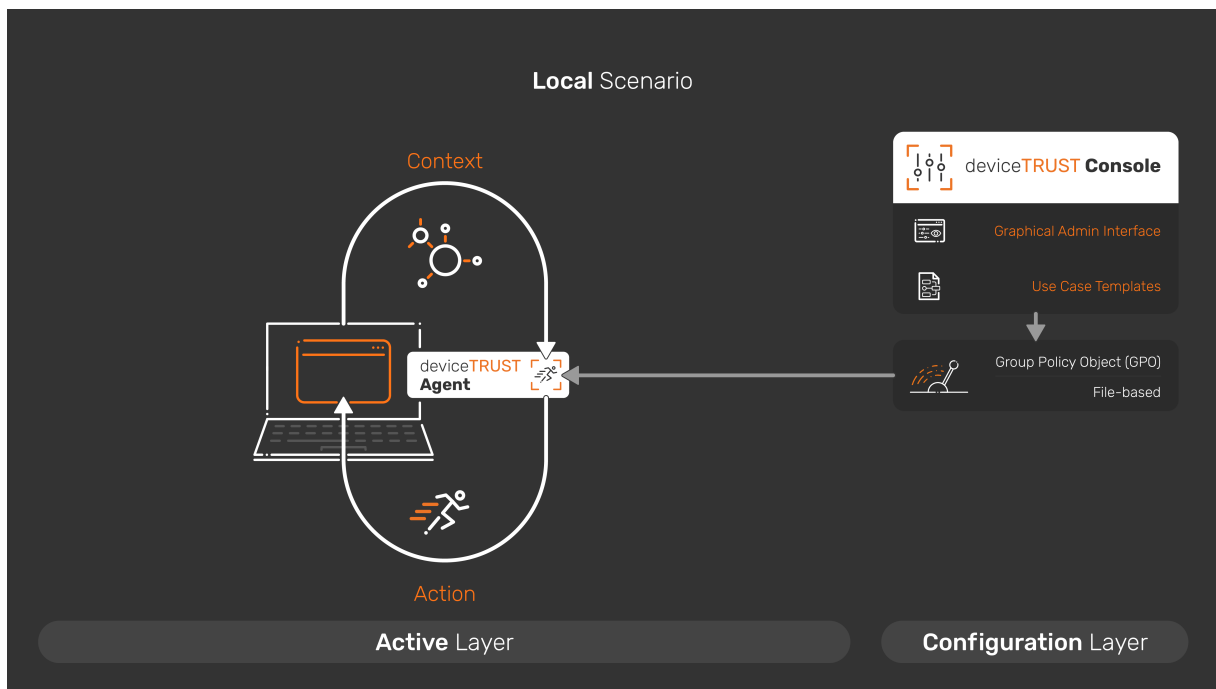 Local Scenario
Context
deviceTRUST Agent
Action
Active Layer
deviceTRUST Console
Graphical Admin Interface
Use Case Templates
Group Policy Object (GPO)
File-based
Configuration Layer